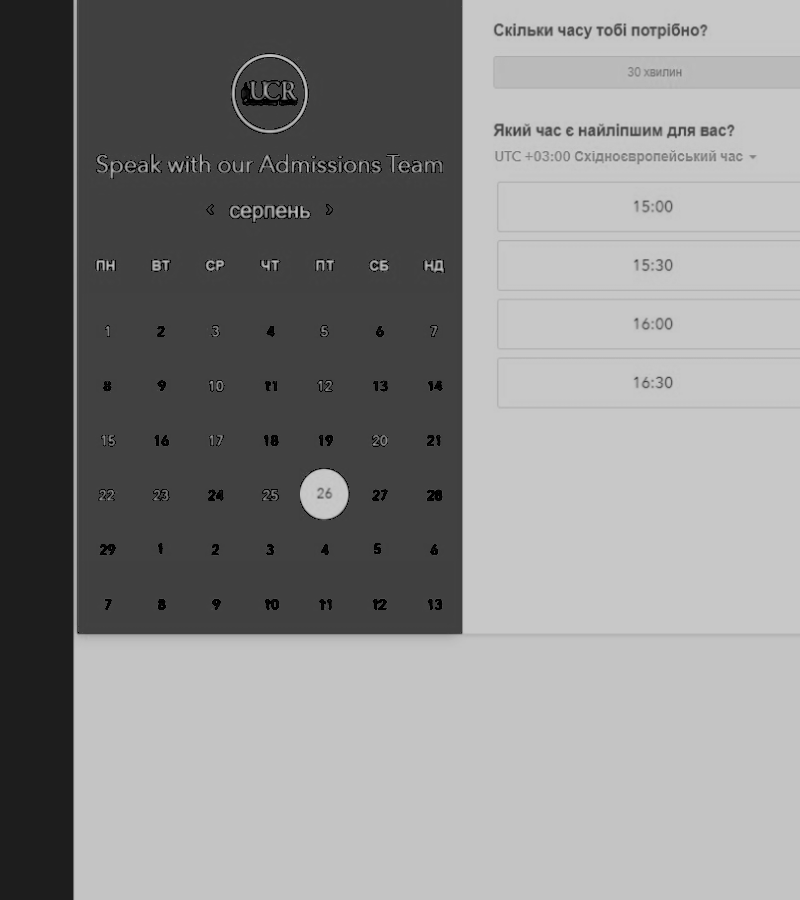 UCR
Speak with our Admissions Team
‹ серпень ›
ПН ВТ СР ЧТ ПТ СБ НД
1 2 3 4 5 6 7
8 9 10 11 12 13 14
15 16 17 18 19 20 21
22 23 24 25 26 27 28
29 1 2 3 4 5 6
7 8 9 10 11 12 13
Скільки часу тобі потрібно?
30 хвилин
Який час є найліпшим для вас?
UTC +03:00 Східноєвропейський час
15:00
15:30
16:00
16:30